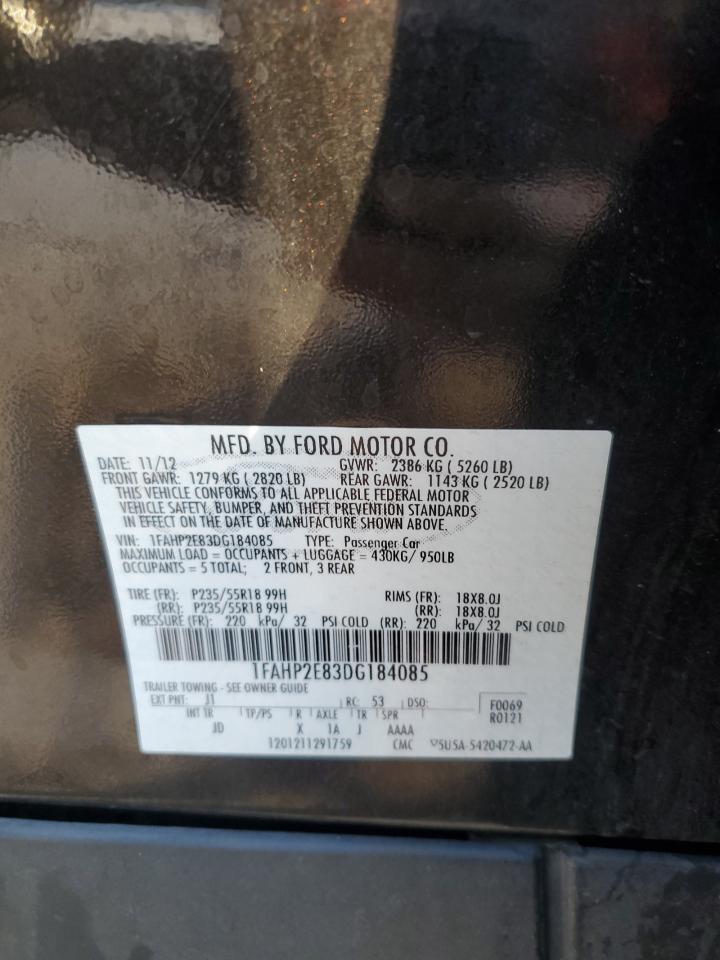 MFD. BY FORD MOTOR CO.
DATE: 11/12 GVWR: 2386 KG ( 5260 LB)
FRONT GAWR: 1279 KG ( 2820 LB) REAR GAWR: 1143 KG ( 2520 LB)
THIS VEHICLE CONFORMS TO ALL APPLICABLE FEDERAL MOTOR
VEHICLE SAFETY, BUMPER, AND THEFT PREVENTION STANDARDS
IN EFFECT ON THE DATE OF MANUFACTURE SHOWN ABOVE.
VIN: 1FAHP2E83DG184085 TYPE: Passenger Car
MAXIMUM LOAD = OCCUPANTS + LUGGAGE = 430KG/ 950LB
OCCUPANTS = 5 TOTAL; 2 FRONT, 3 REAR
TIRE (FR): P235/55R18 99H RIMS (FR): 18X8.0J
(RR): P235/55R18 99H (RR): 18X8.0J
PRESSURE (FR): 220 kPa/ 32 PSI COLD (RR): 220 kPa/ 32 PSI COLD
1FAHP2E83DG184085
TRAILER TOWING - SEE OWNER GUIDE
EXT PNT: J1 RC: 53 DSO: F0069
INT TR TP/PS R AXLE TR SPR R0121
JD X 1A J AAAA
1201211291759 CMC 5U5A-5420472-AA